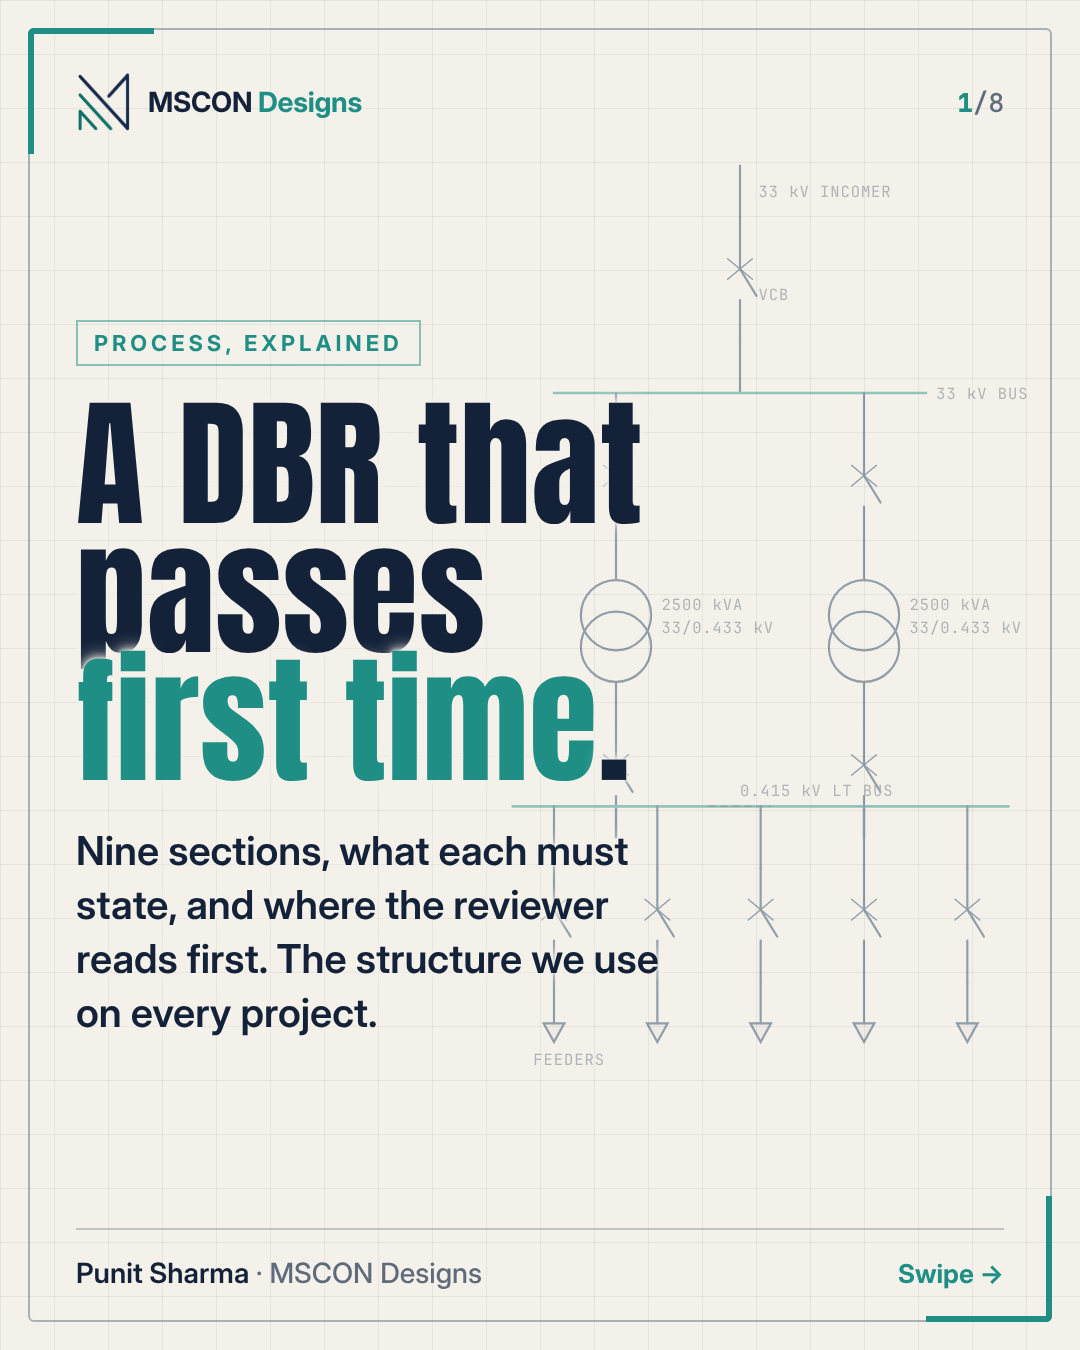 MSCON Designs
1/8
33 kV INCOMER
VCB
PROCESS, EXPLAINED
33 kV BUS
A DBR that
passes
first time.
2500 kVA
33/0.433 kV
2500 kVA
33/0.433 kV
0.415 kV LT BUS
Nine sections, what each must
state, and where the reviewer
reads first. The structure we use
on every project.
FEEDERS
Punit Sharma · MSCON Designs
Swipe →